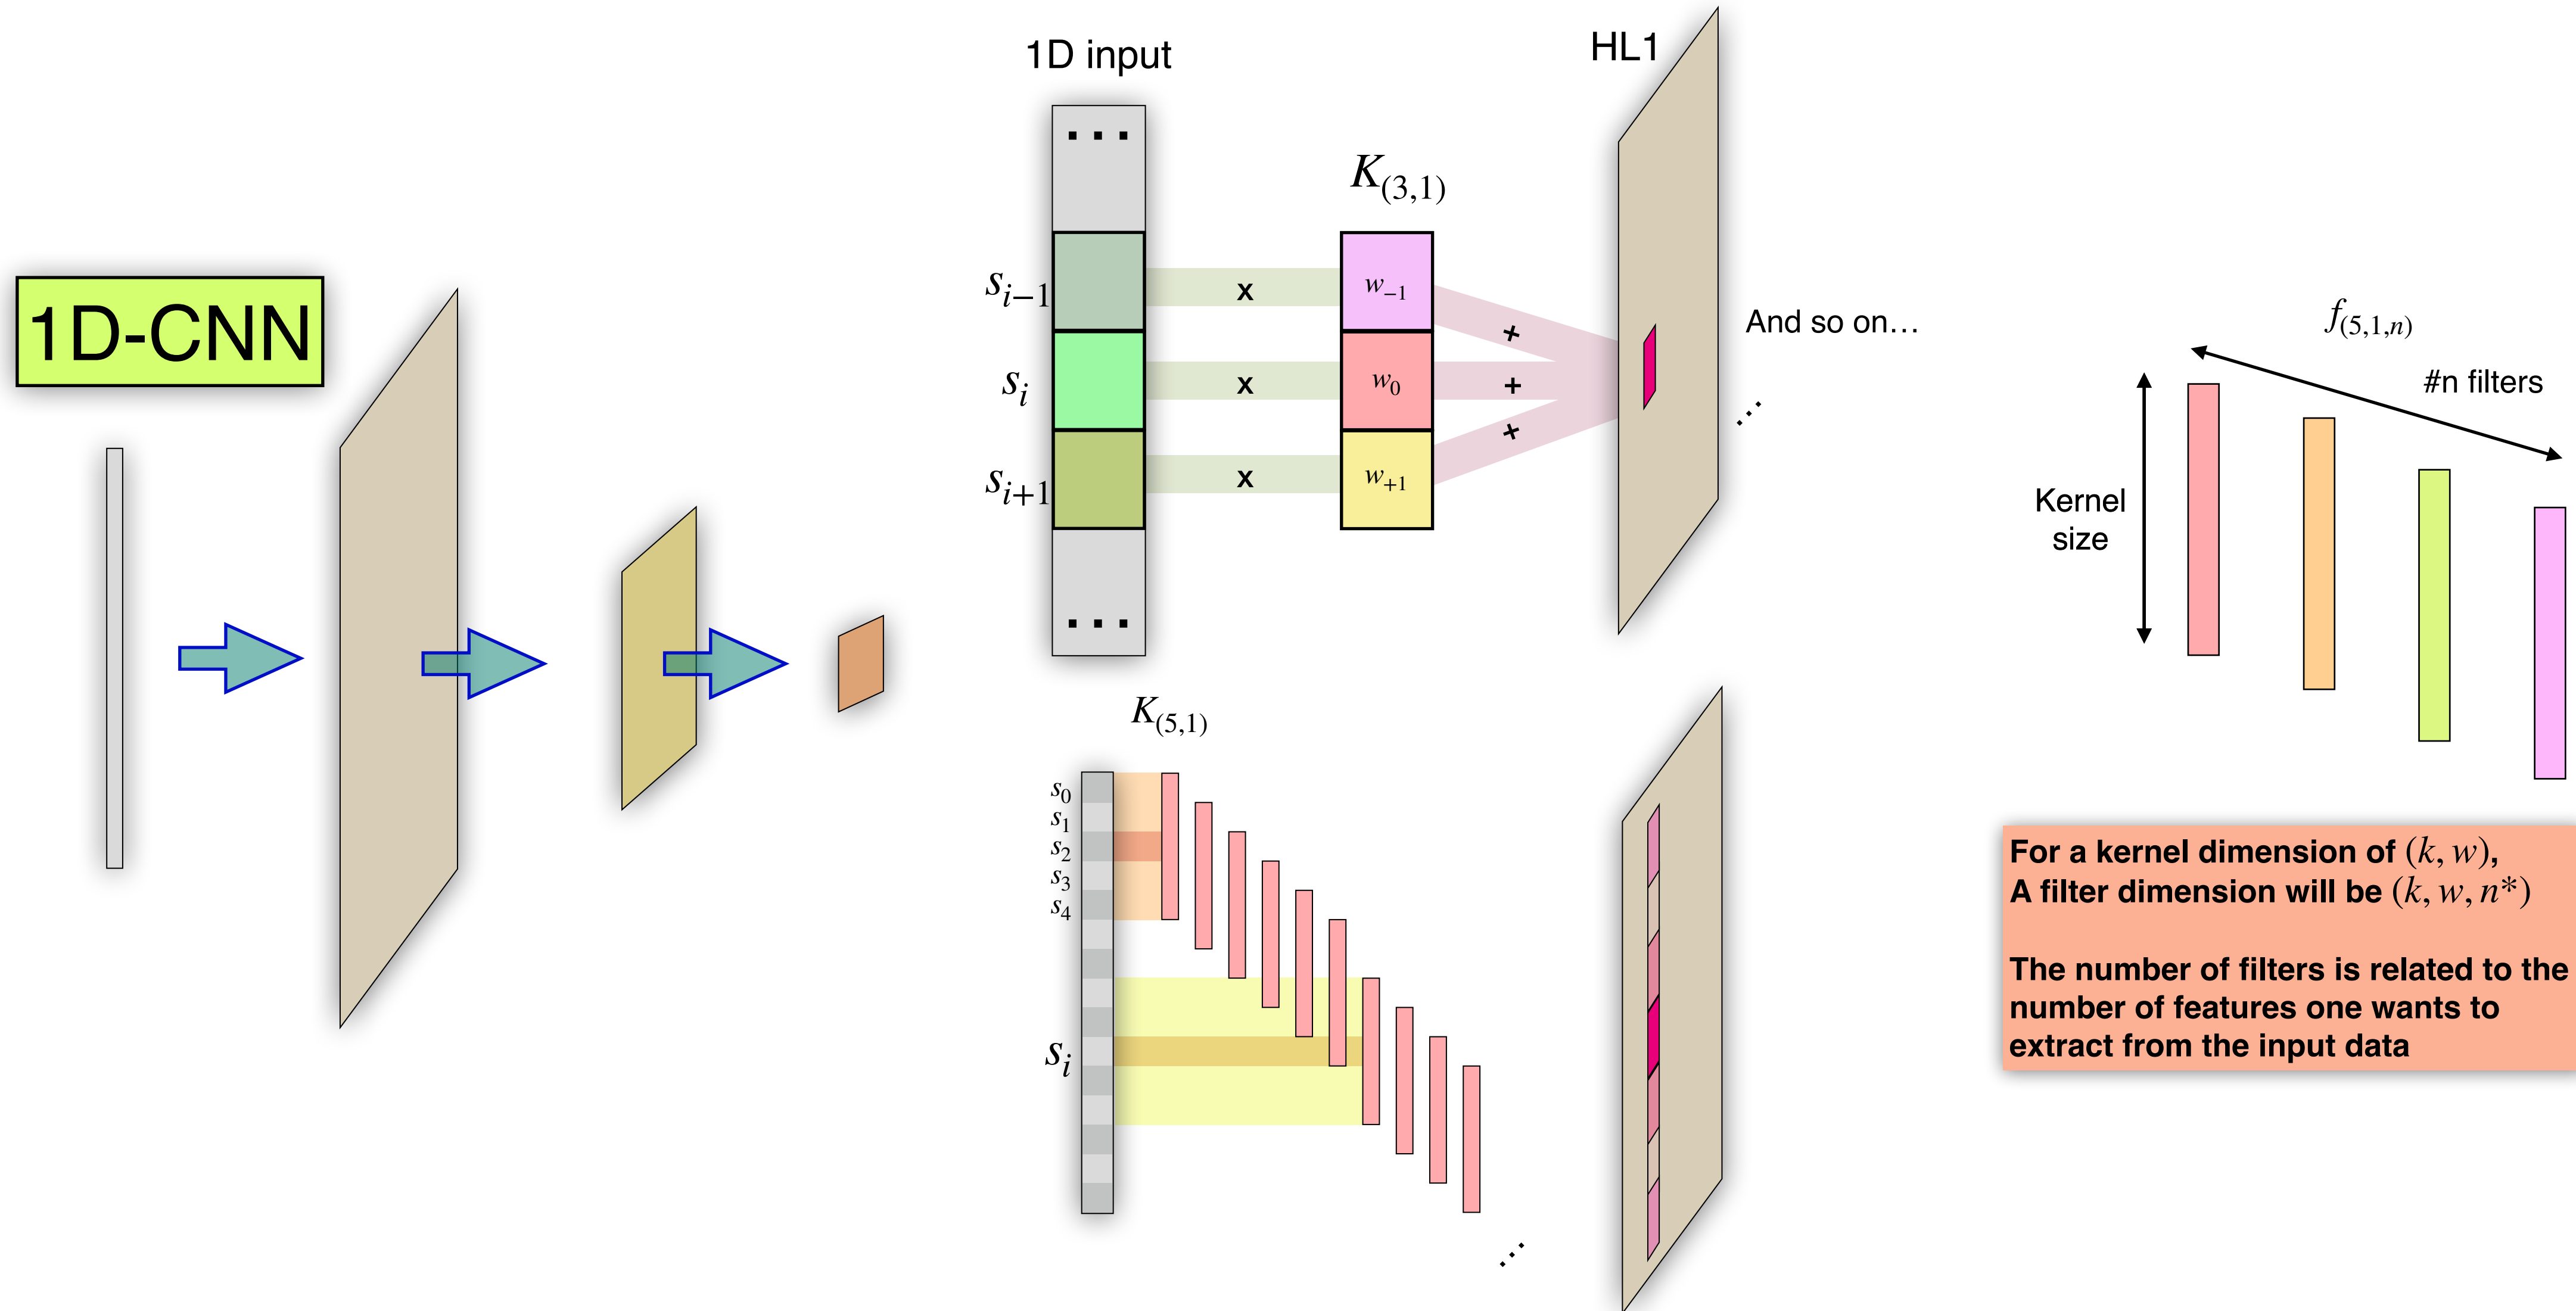 1D-CNN
1D input
. . .
s_{i−1}
s_i
s_{i+1}
. . .
x
x
x
K_{(3,1)}
w_{−1}
w_0
w_{+1}
+
+
+
HL1
And so on…
...
K_{(5,1)}
s_0
s_1
s_2
s_3
s_4
s_i
...
f_{(5,1,n)}
#n filters
Kernel
size
For a kernel dimension of (k, w),
A filter dimension will be (k, w, n*)
The number of filters is related to the
number of features one wants to
extract from the input data